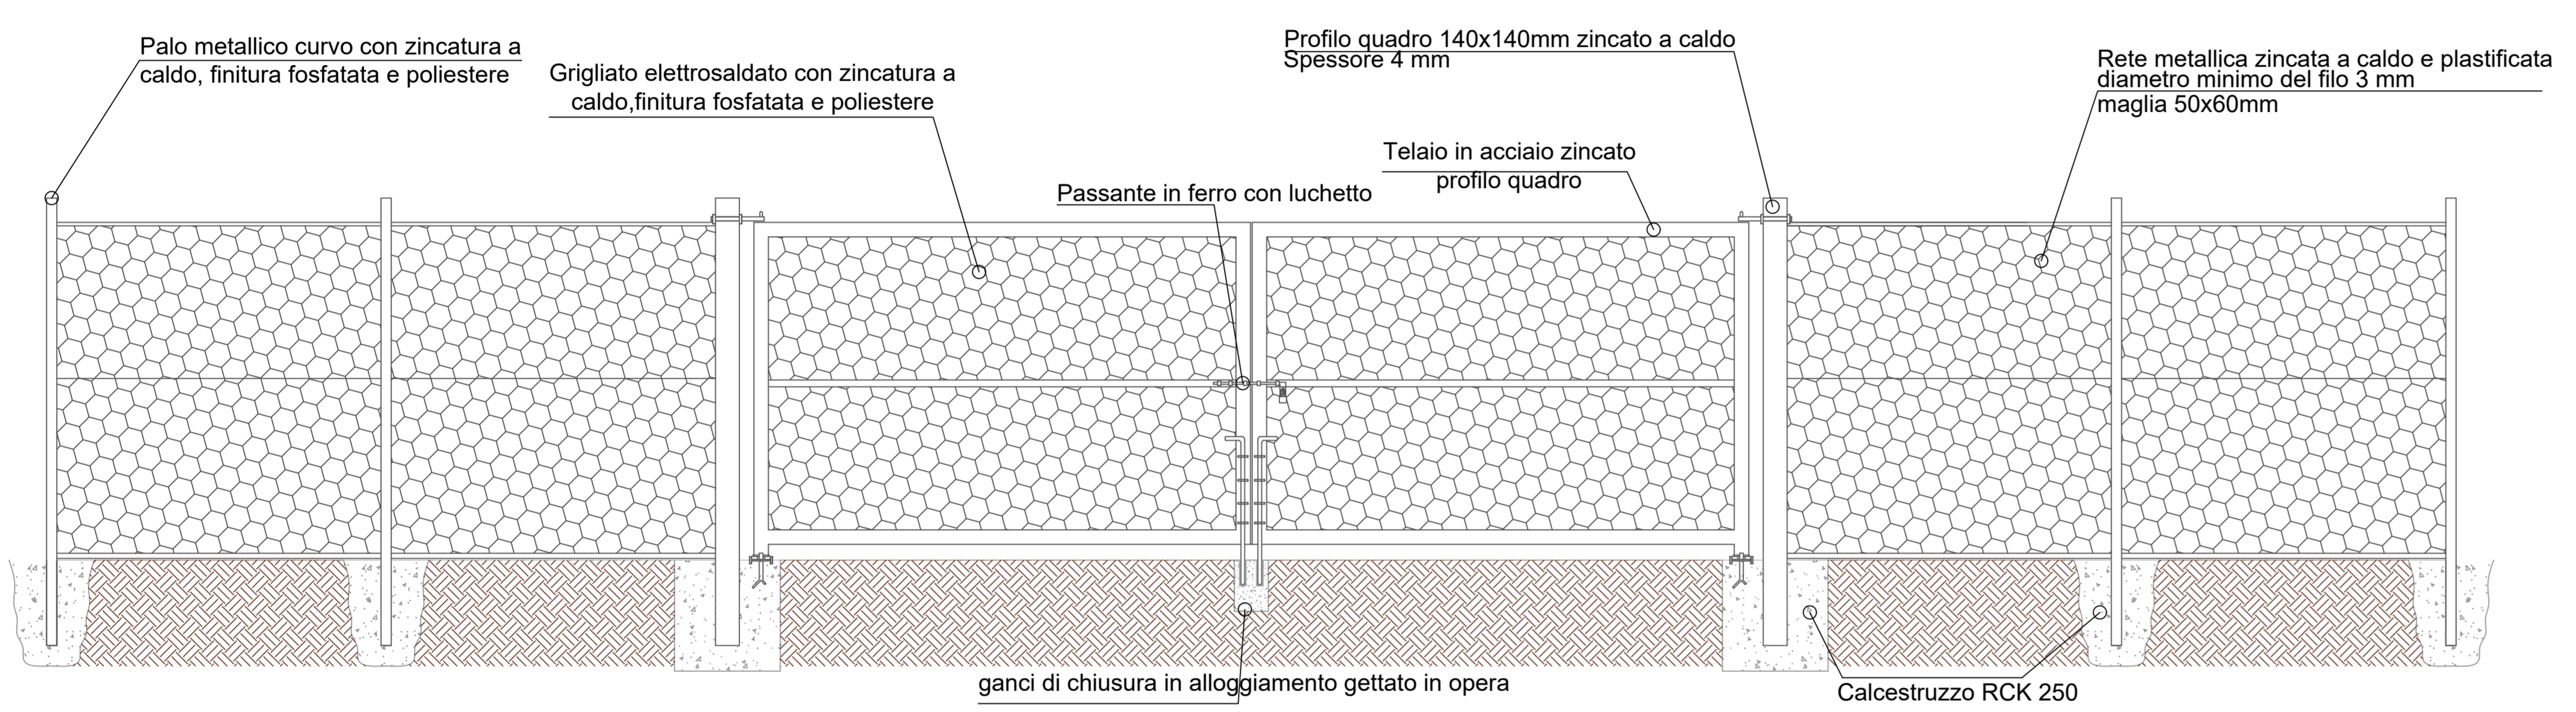 Palo metallico curvo con zincatura a
caldo, finitura fosfatata e poliestere
Grigliato elettrosaldato con zincatura a
caldo,finitura fosfatata e poliestere
Passante in ferro con luchetto
Profilo quadro 140x140mm zincato a caldo
Spessore 4 mm
Telaio in acciaio zincato
profilo quadro
Rete metallica zincata a caldo e plastificata
diametro minimo del filo 3 mm
maglia 50x60mm
ganci di chiusura in alloggiamento gettato in opera
Calcestruzzo RCK 250